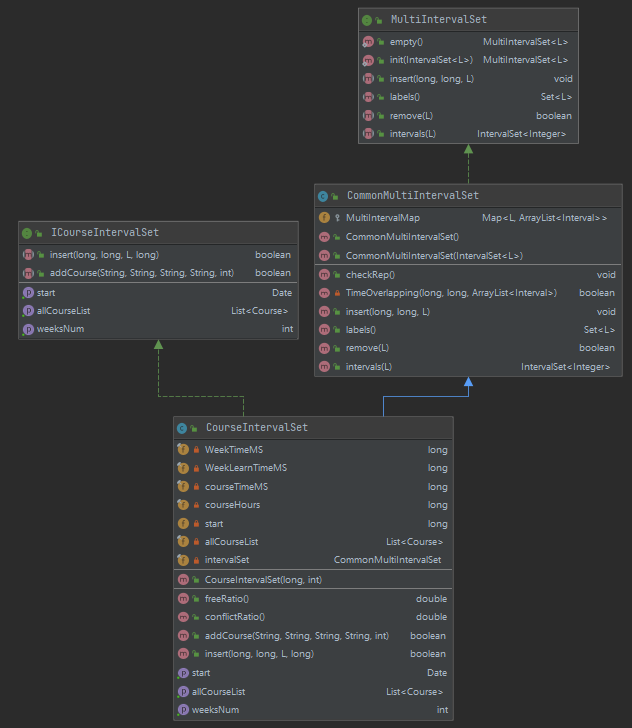 MultiIntervalSet
empty() MultiIntervalSet<L>
init(IntervalSet<L>) MultiIntervalSet<L>
insert(long, long, L) void
labels() Set<L>
remove(L) boolean
intervals(L) IntervalSet<Integer>
CommonMultiIntervalSet
MultiIntervalMap Map<L, ArrayList<Interval>>
CommonMultiIntervalSet()
CommonMultiIntervalSet(IntervalSet<L>)
checkRep() void
TimeOverlapping(long, long, ArrayList<Interval>) boolean
insert(long, long, L) void
labels() Set<L>
remove(L) boolean
intervals(L) IntervalSet<Integer>
ICourseIntervalSet
insert(long, long, L, long) boolean
addCourse(String, String, String, String, int) boolean
start Date
allCourseList List<Course>
weeksNum int
CourseIntervalSet
WeekTimeMS long
WeekLearnTimeMS long
courseTimeMS long
courseHours long
start long
allCourseList List<Course>
intervalSet CommonMultiIntervalSet
CourseIntervalSet(long, int)
freeRatio() double
conflictRatio() double
addCourse(String, String, String, String, int) boolean
insert(long, long, L, long) boolean
start Date
allCourseList List<Course>
weeksNum int